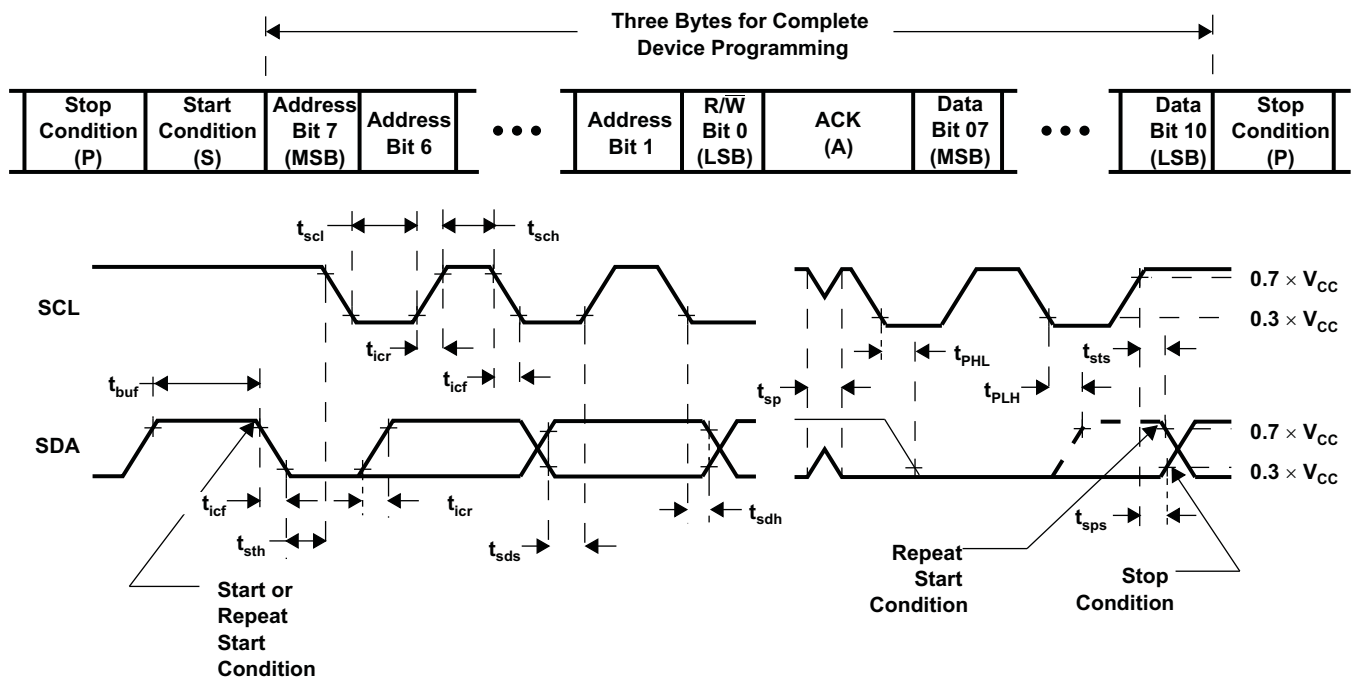 Three Bytes for Complete
Device Programming
Stop
Condition
(P)
Start
Condition
(S)
Address
Bit 7
(MSB)
Address
Bit 6
•••
Address
Bit 1
R/W̅
Bit 0
(LSB)
ACK
(A)
Data
Bit 07
(MSB)
•••
Data
Bit 10
(LSB)
Stop
Condition
(P)
tscl
tsch
SCL
0.7 × VCC
0.3 × VCC
ticr
tPHL
tsts
tbuf
ticf
tsp
tPLH
SDA
0.7 × VCC
0.3 × VCC
ticf
ticr
tsdh
tsps
tsth
tsds
Start or
Repeat
Start
Condition
Repeat
Start
Condition
Stop
Condition